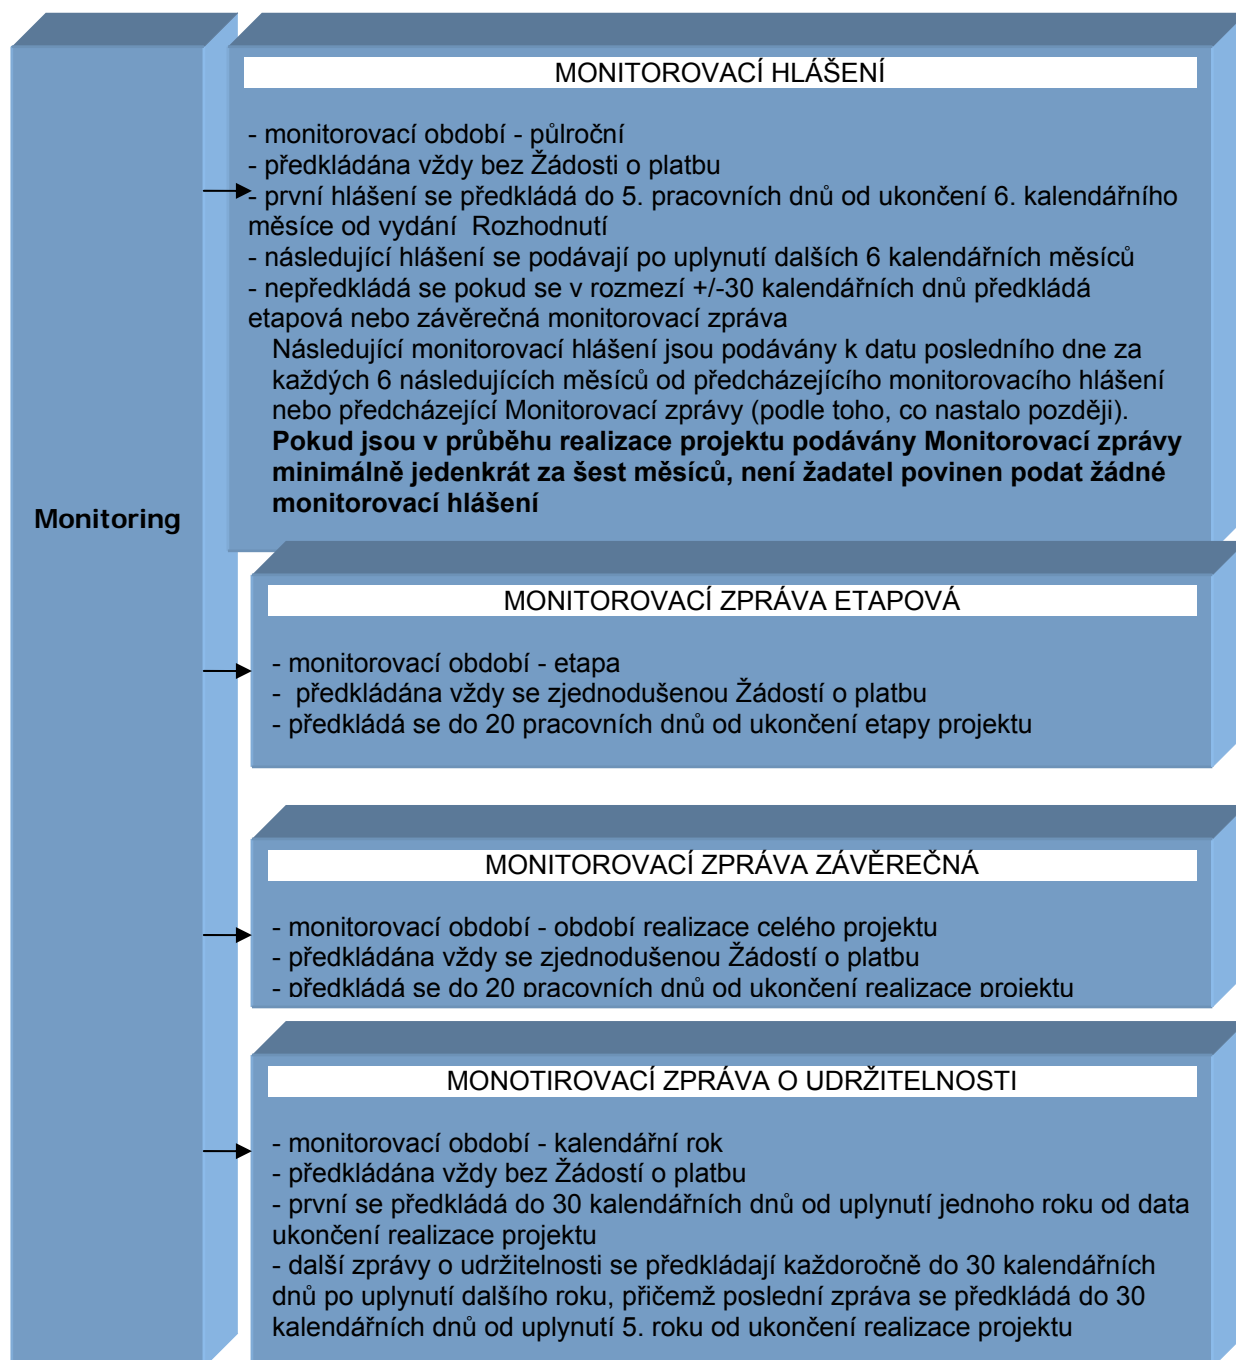 Monitoring
MONITOROVACÍ HLÁŠENÍ
- monitorovací období - půlroční
- předkládána vždy bez Žádosti o platbu
- první hlášení se předkládá do 5. pracovních dnů od ukončení 6. kalendářního
měsíce od vydání  Rozhodnutí
- následující hlášení se podávají po uplynutí dalších 6 kalendářních měsíců
- nepředkládá se pokud se v rozmezí +/-30 kalendářních dnů předkládá
etapová nebo závěrečná monitorovací zpráva
Následující monitorovací hlášení jsou podávány k datu posledního dne za
každých 6 následujících měsíců od předcházejícího monitorovacího hlášení
nebo předcházející Monitorovací zprávy (podle toho, co nastalo později).
Pokud jsou v průběhu realizace projektu podávány Monitorovací zprávy
minimálně jedenkrát za šest měsíců, není žadatel povinen podat žádné
monitorovací hlášení
MONITOROVACÍ ZPRÁVA ETAPOVÁ
- monitorovací období - etapa
-  předkládána vždy se zjednodušenou Žádostí o platbu
- předkládá se do 20 pracovních dnů od ukončení etapy projektu
MONITOROVACÍ ZPRÁVA ZÁVĚREČNÁ
- monitorovací období - období realizace celého projektu
- předkládána vždy se zjednodušenou Žádostí o platbu
- předkládá se do 20 pracovních dnů od ukončení realizace projektu
MONOTIROVACÍ ZPRÁVA O UDRŽITELNOSTI
- monitorovací období - kalendářní rok
- předkládána vždy bez Žádostí o platbu
- první se předkládá do 30 kalendářních dnů od uplynutí jednoho roku od data
ukončení realizace projektu
- další zprávy o udržitelnosti se předkládají každoročně do 30 kalendářních
dnů po uplynutí dalšího roku, přičemž poslední zpráva se předkládá do 30
kalendářních dnů od uplynutí 5. roku od ukončení realizace projektu